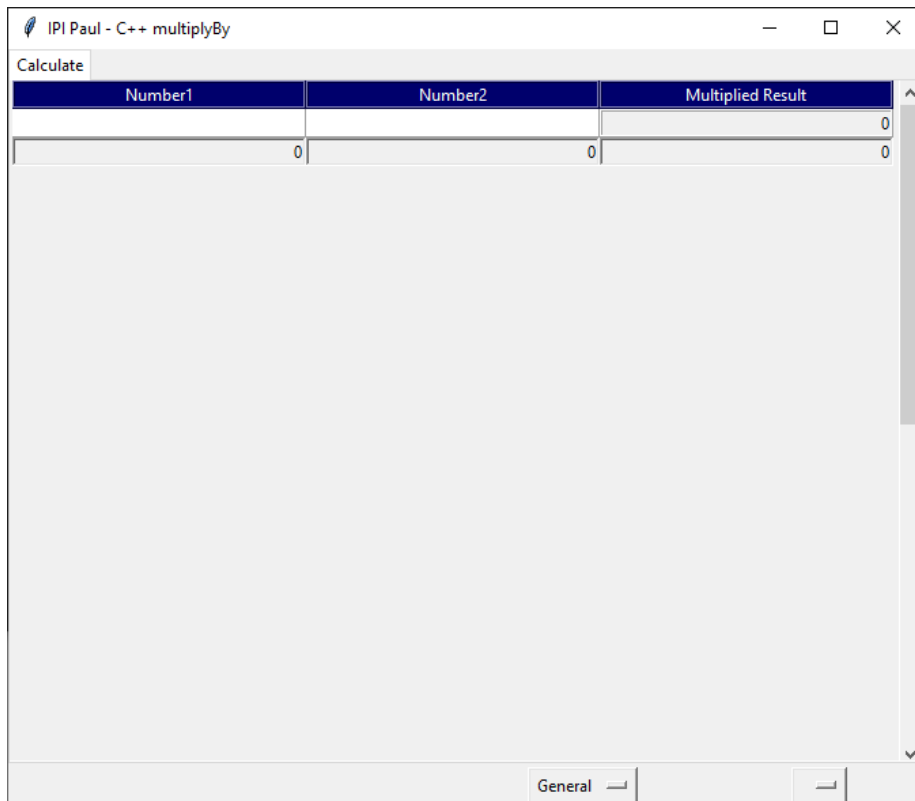 IPI Paul - C++ multiplyBy
Calculate
Number1 Number2 Multiplied Result
0
0 0 0
General